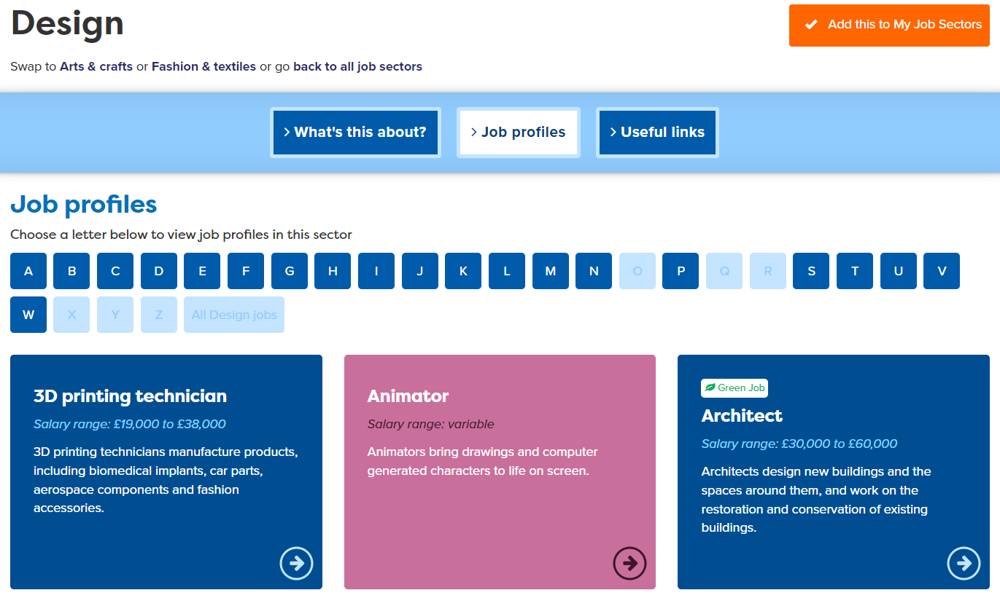 Design
Add this to My Job Sectors
Swap to Arts & crafts or Fashion & textiles or go back to all job sectors
What's this about?
Job profiles
Useful links
Job profiles
Choose a letter below to view job profiles in this sector
A B C D E F G H I J K L M N O P Q R S T U V
W X Y Z All Design jobs
3D printing technician
Salary range: £19,000 to £38,000
3D printing technicians manufacture products,
including biomedical implants, car parts,
aerospace components and fashion
accessories.
Animator
Salary range: variable
Animators bring drawings and computer
generated characters to life on screen.
Green Job
Architect
Salary range: £30,000 to £60,000
Architects design new buildings and the
spaces around them, and work on the
restoration and conservation of existing
buildings.